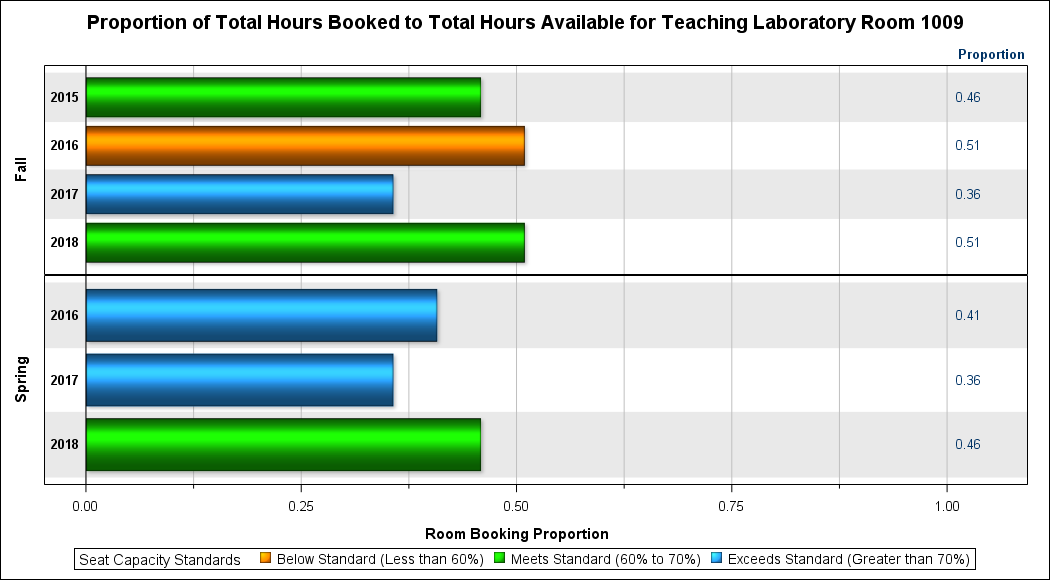 Proportion of Total Hours Booked to Total Hours Available for Teaching Laboratory Room 1009
Proportion
Fall
2015 0.46
2016 0.51
2017 0.36
2018 0.51
Spring
2016 0.41
2017 0.36
2018 0.46
0.00 0.25 0.50 0.75 1.00
Room Booking Proportion
Seat Capacity Standards Below Standard (Less than 60%) Meets Standard (60% to 70%) Exceeds Standard (Greater than 70%)